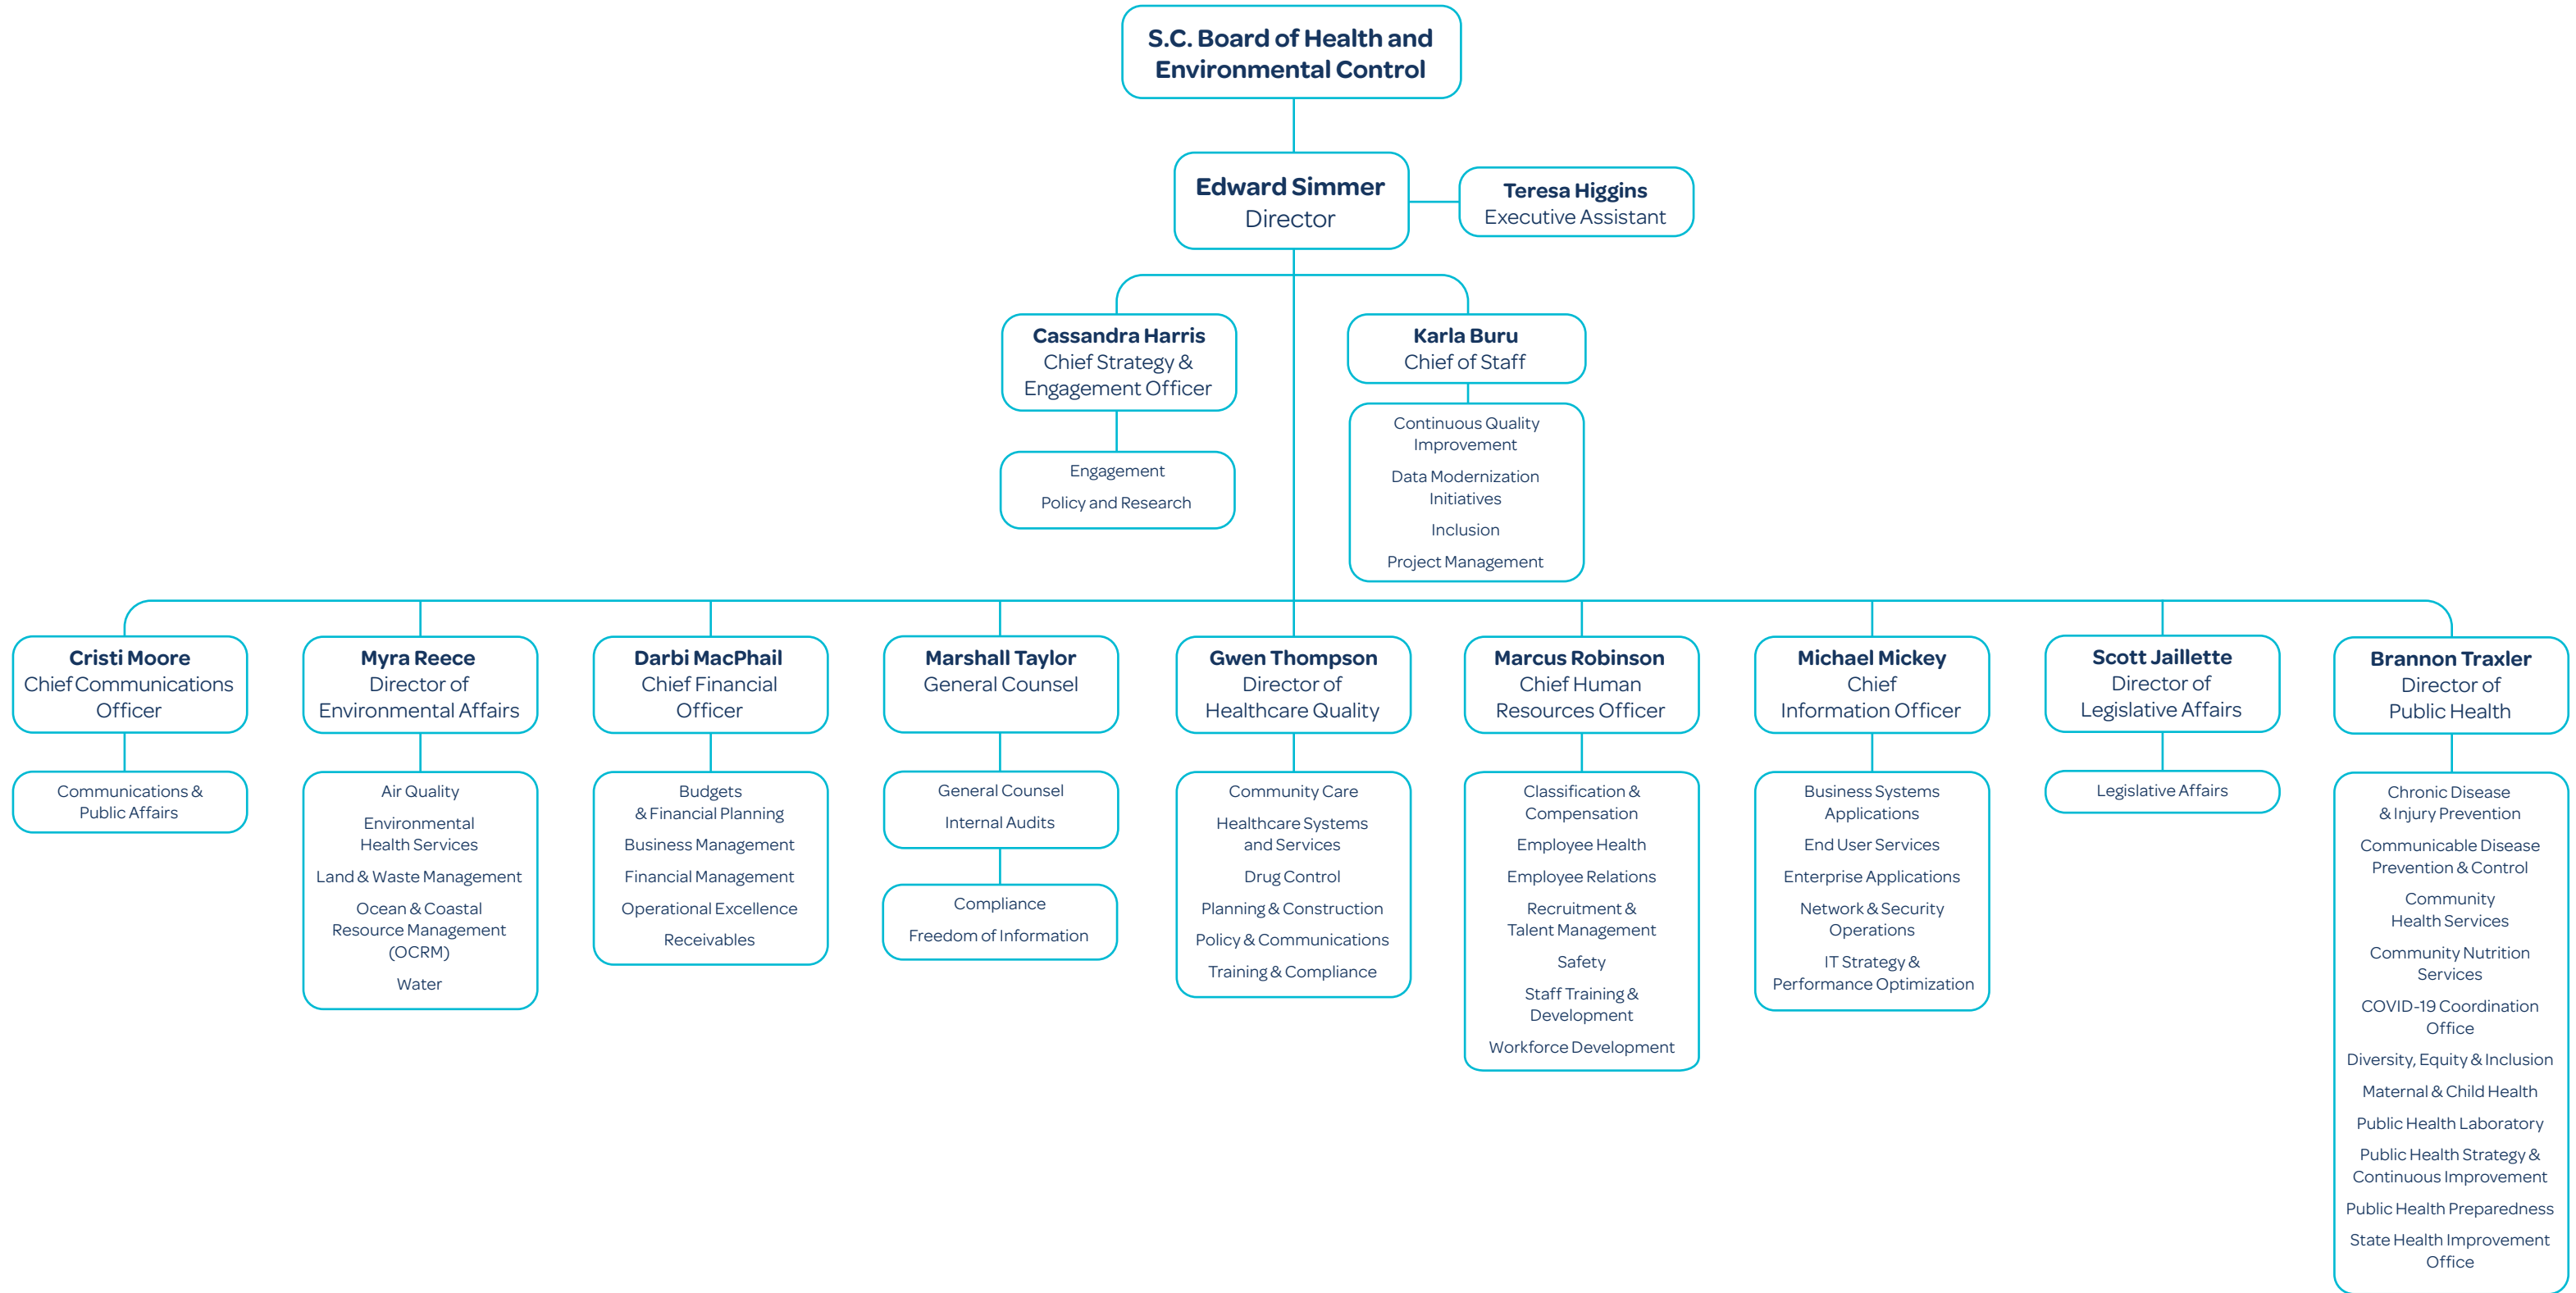 S.C. Board of Health and
Environmental Control
Edward Simmer
Director
Teresa Higgins
Executive Assistant
Cassandra Harris
Chief Strategy &
Engagement Officer
Engagement
Policy and Research
Karla Buru
Chief of Staff
Continuous Quality
Improvement
Data Modernization
Initiatives
Inclusion
Project Management
Cristi Moore
Chief Communications
Officer
Communications &
Public Affairs
Myra Reece
Director of
Environmental Affairs
Air Quality
Environmental
Health Services
Land & Waste Management
Ocean & Coastal
Resource Management
(OCRM)
Water
Darbi MacPhail
Chief Financial
Officer
Budgets
& Financial Planning
Business Management
Financial Management
Operational Excellence
Receivables
Marshall Taylor
General Counsel
General Counsel
Internal Audits
Compliance
Freedom of Information
Gwen Thompson
Director of
Healthcare Quality
Community Care
Healthcare Systems
and Services
Drug Control
Planning & Construction
Policy & Communications
Training & Compliance
Marcus Robinson
Chief Human
Resources Officer
Classification &
Compensation
Employee Health
Employee Relations
Recruitment &
Talent Management
Safety
Staff Training &
Development
Workforce Development
Michael Mickey
Chief
Information Officer
Business Systems
Applications
End User Services
Enterprise Applications
Network & Security
Operations
IT Strategy &
Performance Optimization
Scott Jaillette
Director of
Legislative Affairs
Legislative Affairs
Brannon Traxler
Director of
Public Health
Chronic Disease
& Injury Prevention
Communicable Disease
Prevention & Control
Community
Health Services
Community Nutrition
Services
COVID-19 Coordination
Office
Diversity, Equity & Inclusion
Maternal & Child Health
Public Health Laboratory
Public Health Strategy &
Continuous Improvement
Public Health Preparedness
State Health Improvement
Office